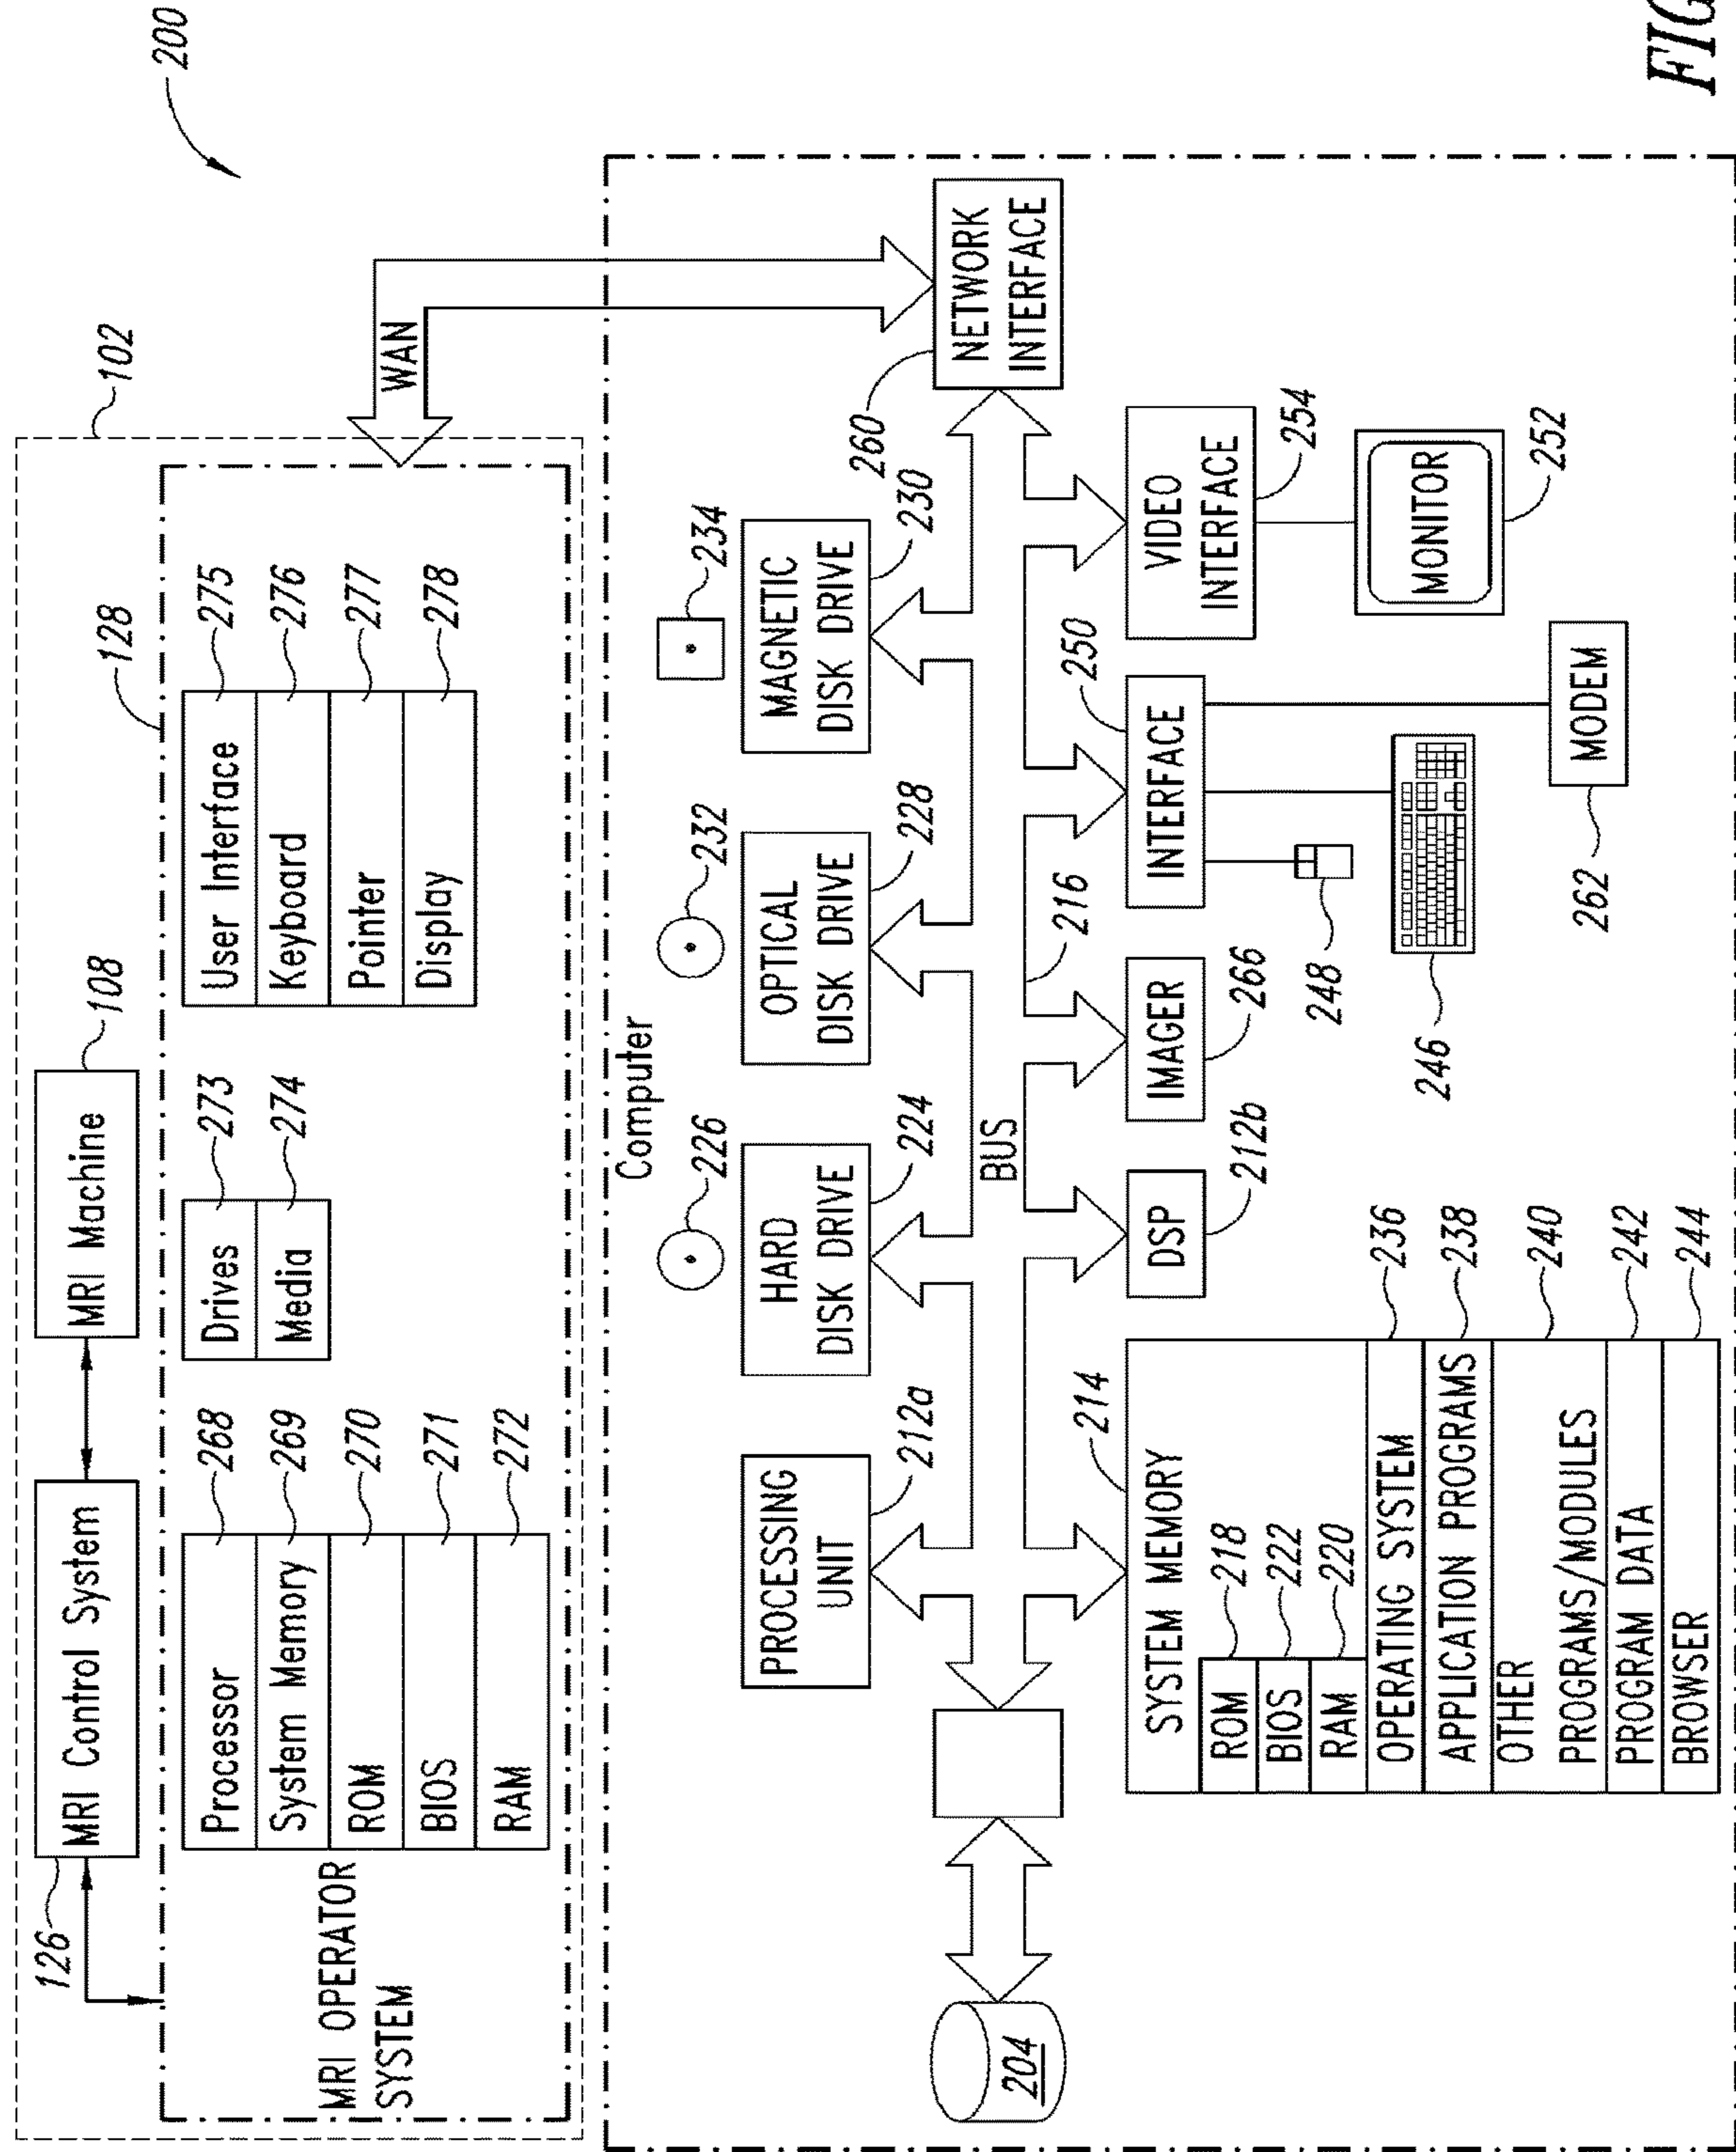 200
102
126
MRI Control System
MRI Machine
108
128
MRI OPERATOR
SYSTEM
Processor
268
System Memory
269
ROM
270
BIOS
271
RAM
272
Drives
273
Media
274
User Interface
275
Keyboard
276
Pointer
277
Display
278
WAN
Computer
226
232
234
PROCESSING
UNIT
212a
HARD
DISK DRIVE
224
OPTICAL
DISK DRIVE
228
MAGNETIC
DISK DRIVE
230
260
NETWORK
INTERFACE
204
BUS
216
214
SYSTEM MEMORY
ROM
218
BIOS
222
RAM
220
OPERATING SYSTEM
236
APPLICATION PROGRAMS
238
OTHER
PROGRAMS/MODULES
240
PROGRAM DATA
242
BROWSER
244
DSP
212b
IMAGER
266
INTERFACE
250
248
246
MODEM
262
VIDEO
INTERFACE
254
MONITOR
252
FIG